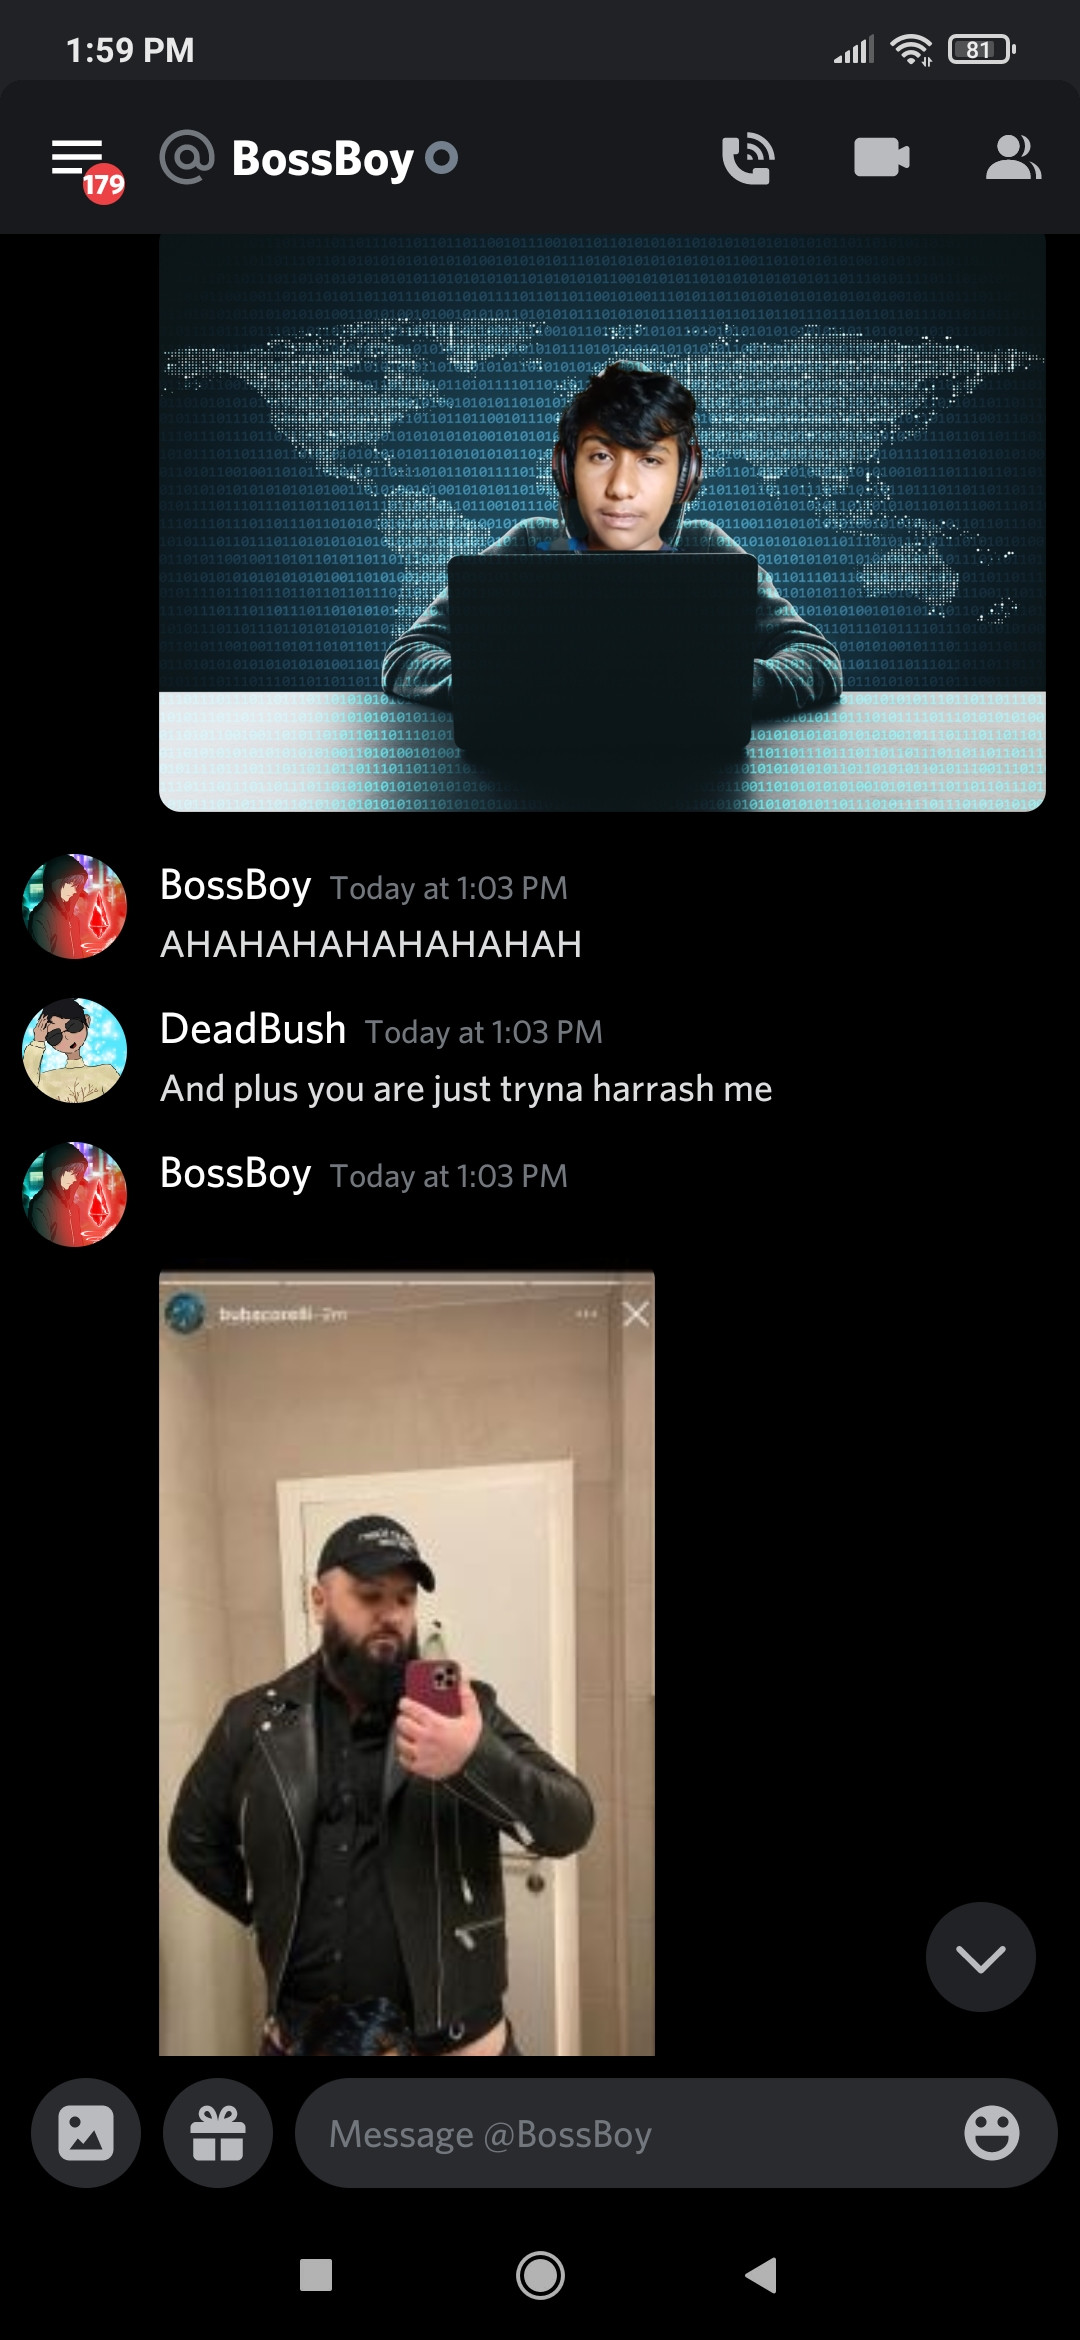 1:59 PM
81
179
BossBoy
BossBoy Today at 1:03 PM
AHAHAHAHAHAHAHAH
DeadBush Today at 1:03 PM
And plus you are just tryna harrash me
BossBoy Today at 1:03 PM
2m
Message @BossBoy